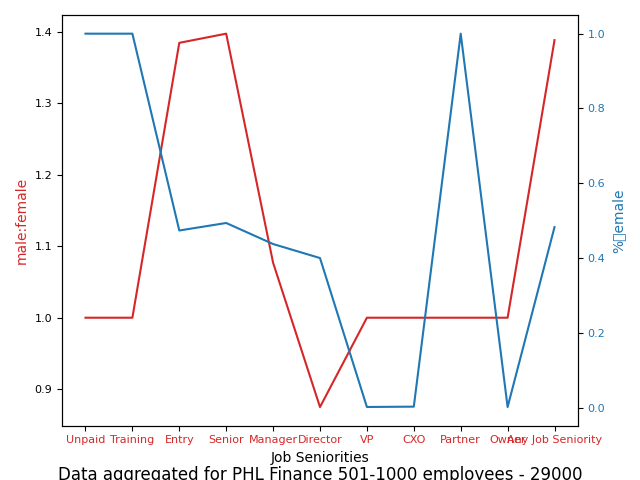 1.4
1.3
1.2
1.1
1.0
0.9
male:female
1.0
0.8
0.6
0.4
0.2
0.0
%▯emale
Unpaid Training Entry Senior Manager Director VP CXO Partner Owner Any Job Seniority
Job Seniorities
Data aggregated for PHL Finance 501-1000 employees - 29000